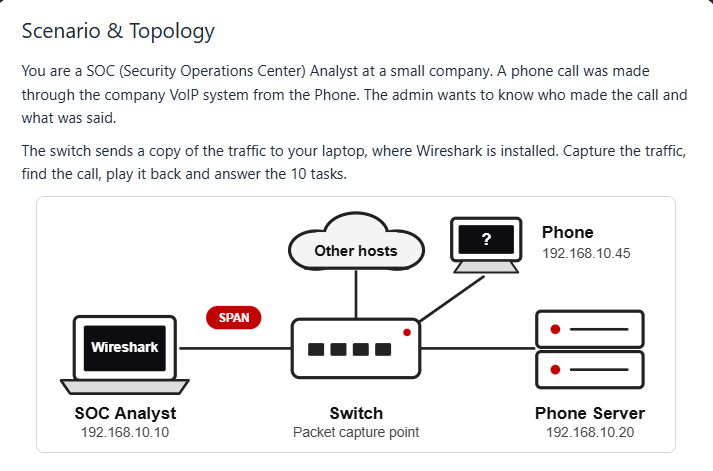 Scenario & Topology
You are a SOC (Security Operations Center) Analyst at a small company. A phone call was made
through the company VoIP system from the Phone. The admin wants to know who made the call and
what was said.
The switch sends a copy of the traffic to your laptop, where Wireshark is installed. Capture the traffic,
find the call, play it back and answer the 10 tasks.
Other hosts
?
Phone
192.168.10.45
SPAN
Wireshark
SOC Analyst
192.168.10.10
Switch
Packet capture point
Phone Server
192.168.10.20